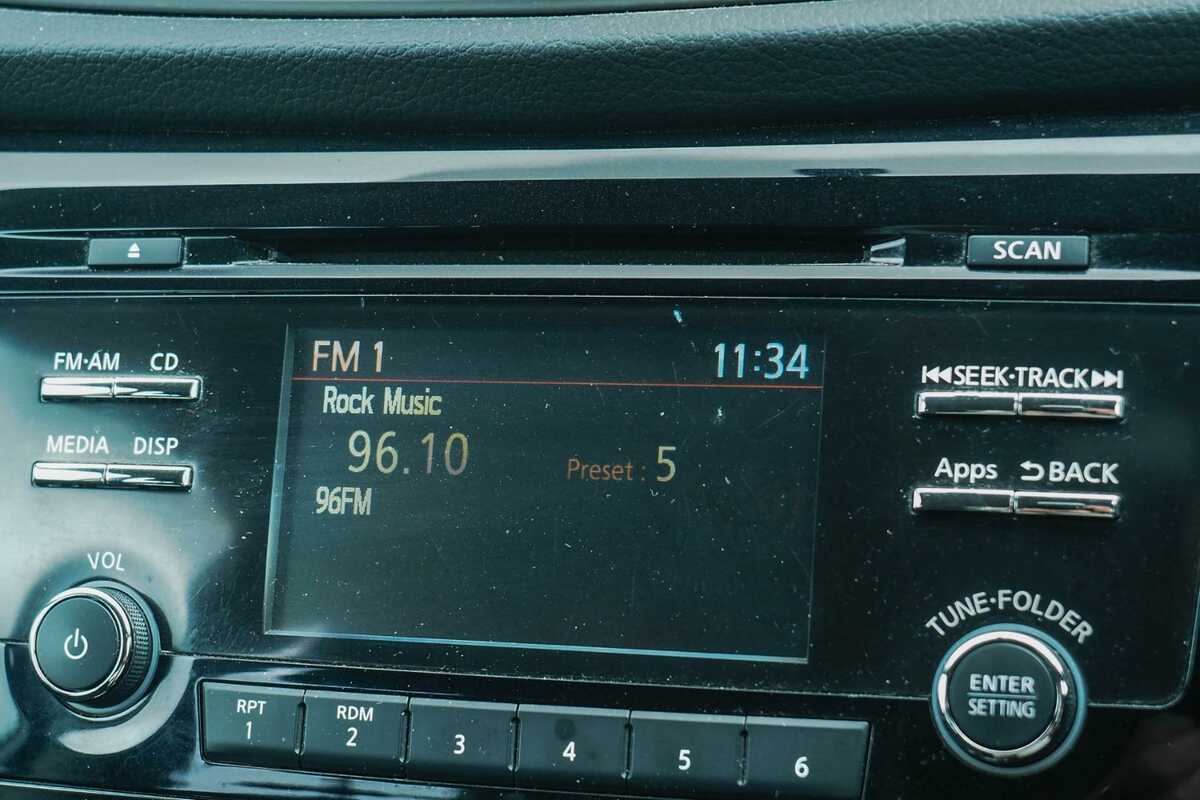 SCAN
FM·AM CD
MEDIA DISP
VOL
FM 1 11:34
Rock Music
96.10 Preset : 5
96FM
SEEK·TRACK
Apps BACK
TUNE·FOLDER
ENTER
SETTING
RPT RDM
1 2 3 4 5 6